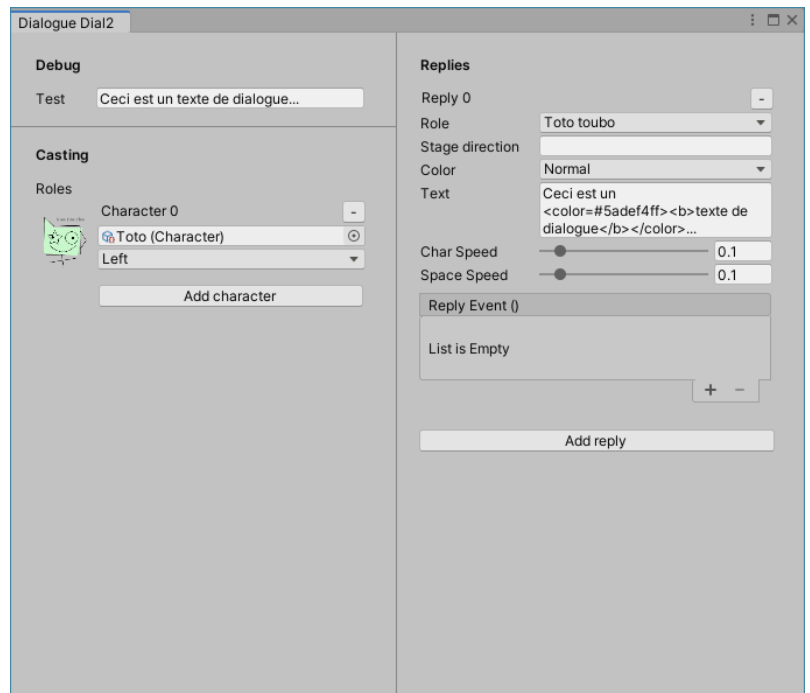 Dialogue Dial2
Debug
Test Ceci est un texte de dialogue...
Casting
Roles
Character 0 -
Toto (Character)
Left
Add character
Replies
Reply 0 -
Role Toto toubo
Stage direction
Color Normal
Text Ceci est un
<color=#5adef4ff><b>texte de
dialogue</b></color>...
Char Speed 0.1
Space Speed 0.1
Reply Event ()
List is Empty
+ −
Add reply